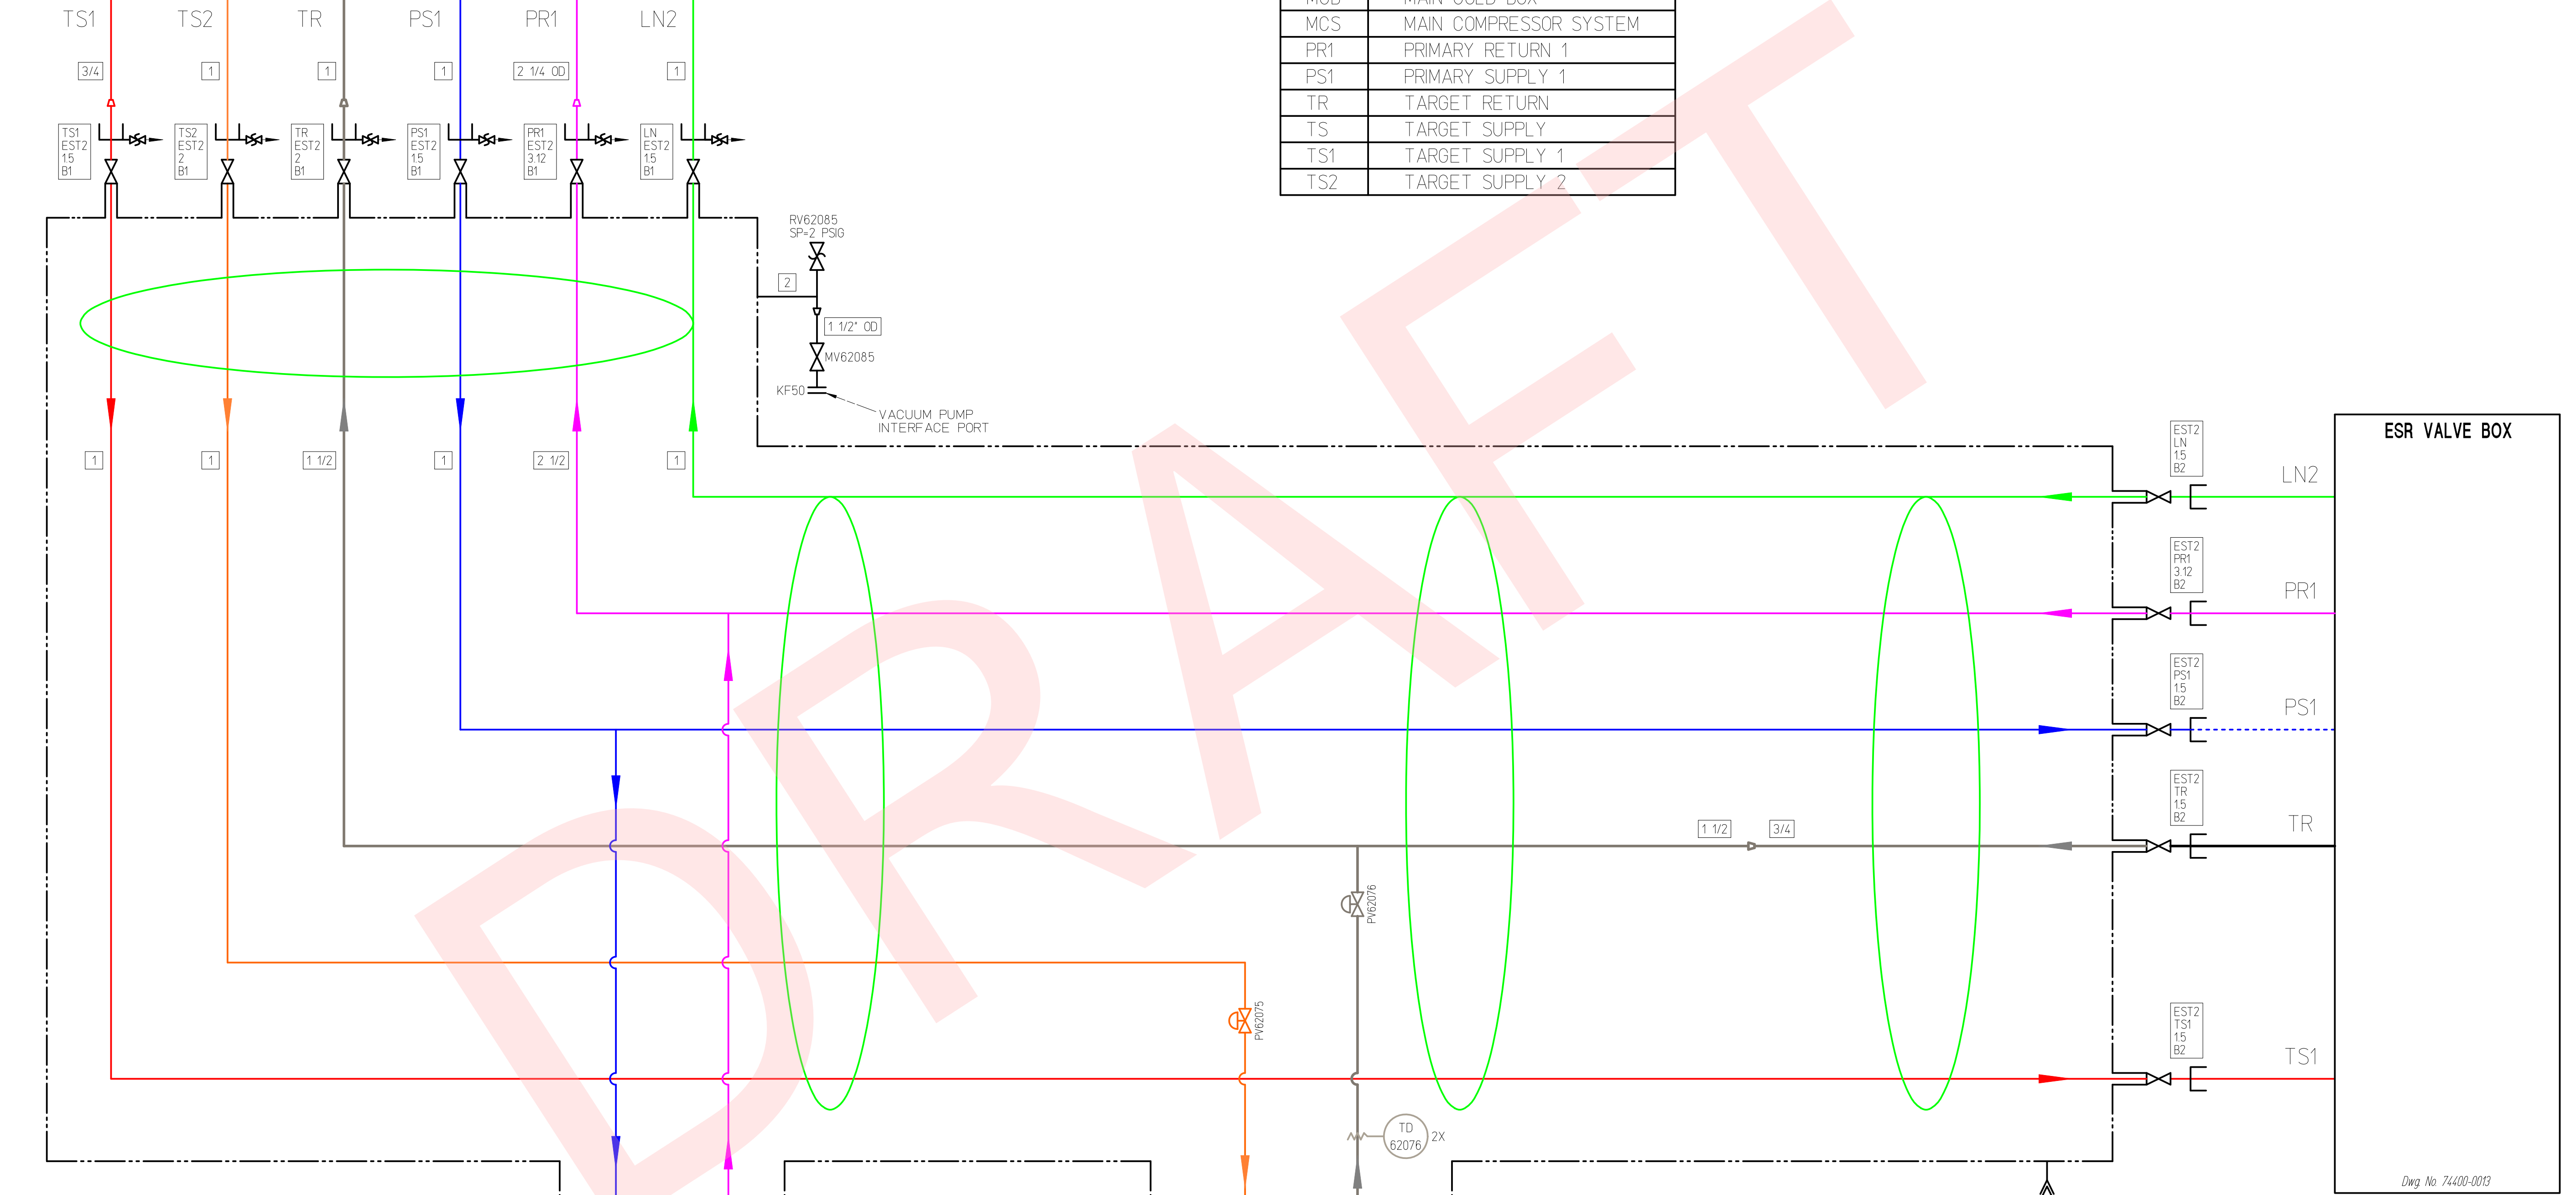 TS1
TS2
TR
PS1
PR1
LN2
3/4
1
1
1
2 1/4 OD
1
TS1
EST2
1.5
B1
TS2
EST2
2
B1
TR
EST2
2
B1
PS1
EST2
1.5
B1
PR1
EST2
3.12
B1
LN
EST2
1.5
B1
MCS MAIN COMPRESSOR SYSTEM
PR1 PRIMARY RETURN 1
PS1 PRIMARY SUPPLY 1
TR TARGET RETURN
TS TARGET SUPPLY
TS1 TARGET SUPPLY 1
TS2 TARGET SUPPLY 2
RV62085
SP=2 PSIG
2
1 1/2" OD
MV62085
KF50
VACUUM PUMP
INTERFACE PORT
1
1
1 1/2
1
2 1/2
1
DRAFT
EST2
LN
1.5
B2
LN2
EST2
PR1
3.12
B2
PR1
EST2
PS1
1.5
B2
PS1
EST2
TR
1.5
B2
TR
EST2
TS1
1.5
B2
TS1
1 1/2
3/4
PV62076
PV62075
TD
62076
2X
ESR VALVE BOX
Dwg. No. 74400-0013